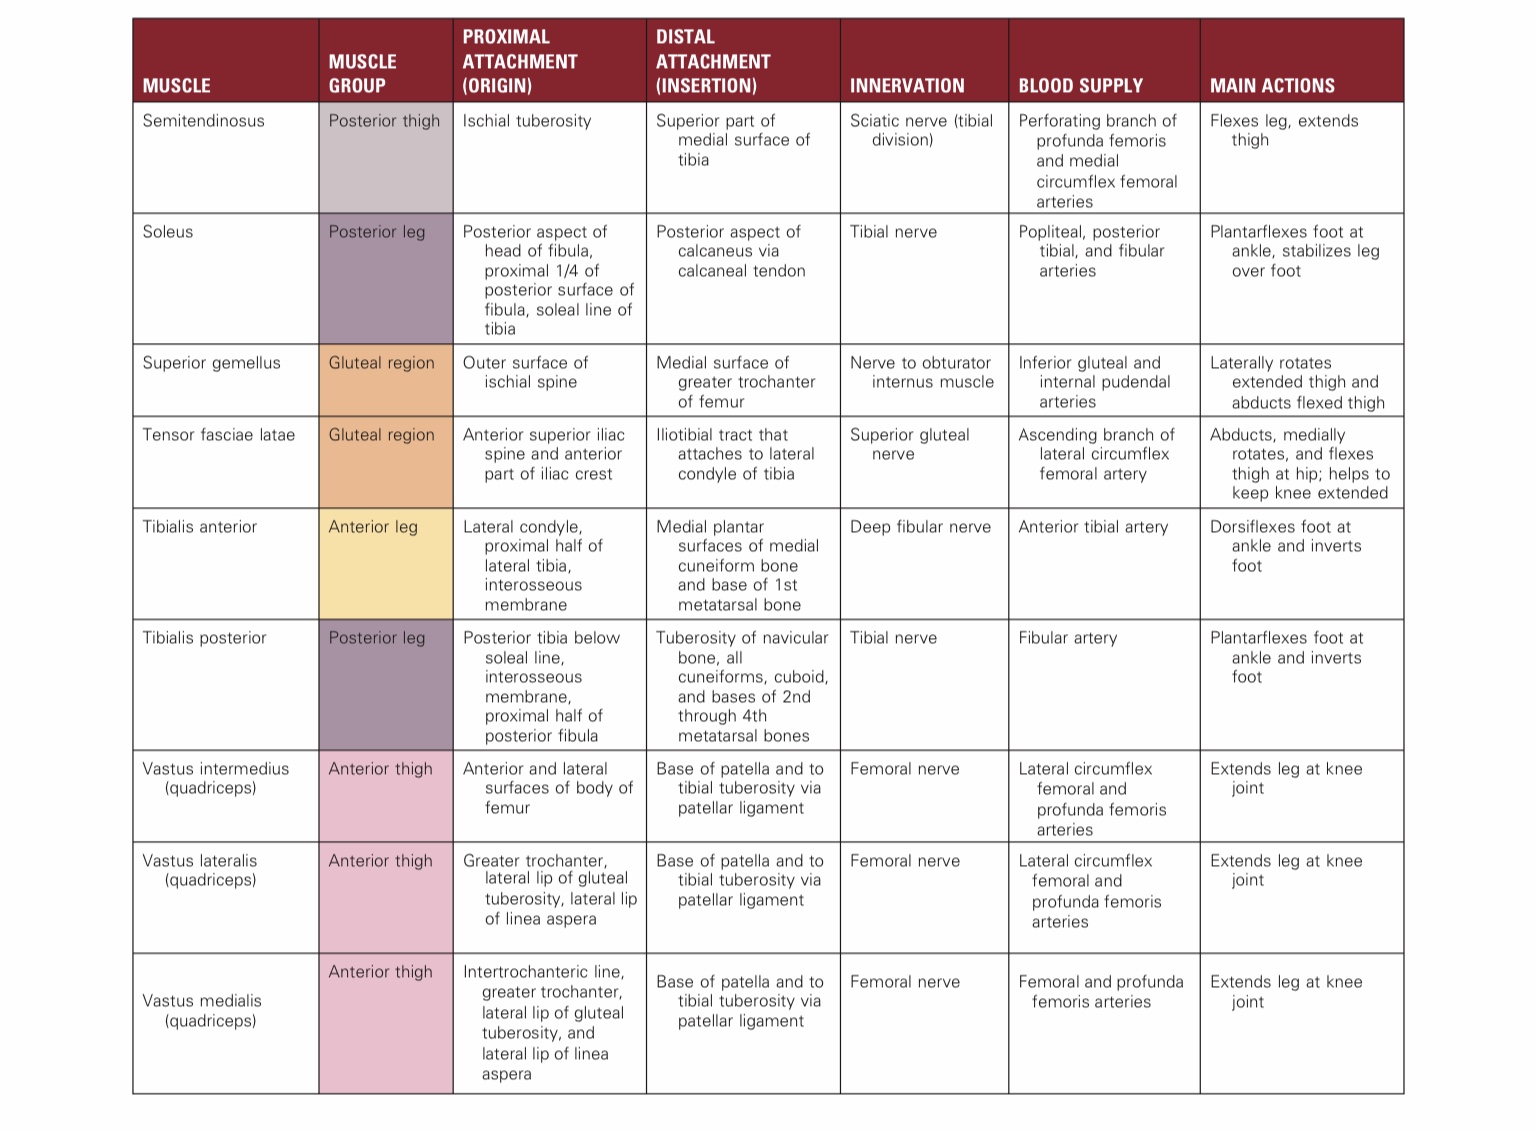 MUSCLE
MUSCLE
GROUP
PROXIMAL
ATTACHMENT
(ORIGIN)
DISTAL
ATTACHMENT
(INSERTION)
INNERVATION
BLOOD SUPPLY
MAIN ACTIONS
Semitendinosus
Posterior thigh
Ischial tuberosity
Superior part of
medial surface of
tibia
Sciatic nerve (tibial
division)
Perforating branch of
profunda femoris
and medial
circumflex femoral
arteries
Flexes leg, extends
thigh
Soleus
Posterior leg
Posterior aspect of
head of fibula,
proximal 1/4 of
posterior surface of
fibula, soleal line of
tibia
Posterior aspect of
calcaneus via
calcaneal tendon
Tibial nerve
Popliteal, posterior
tibial, and fibular
arteries
Plantarflexes foot at
ankle, stabilizes leg
over foot
Superior gemellus
Gluteal region
Outer surface of
ischial spine
Medial surface of
greater trochanter
of femur
Nerve to obturator
internus muscle
Inferior gluteal and
internal pudendal
arteries
Laterally rotates
extended thigh and
abducts flexed thigh
Tensor fasciae latae
Gluteal region
Anterior superior iliac
spine and anterior
part of iliac crest
Iliotibial tract that
attaches to lateral
condyle of tibia
Superior gluteal
nerve
Ascending branch of
lateral circumflex
femoral artery
Abducts, medially
rotates, and flexes
thigh at hip; helps to
keep knee extended
Tibialis anterior
Anterior leg
Lateral condyle,
proximal half of
lateral tibia,
interosseous
membrane
Medial plantar
surfaces of medial
cuneiform bone
and base of 1st
metatarsal bone
Deep fibular nerve
Anterior tibial artery
Dorsiflexes foot at
ankle and inverts
foot
Tibialis posterior
Posterior leg
Posterior tibia below
soleal line,
interosseous
membrane,
proximal half of
posterior fibula
Tuberosity of navicular
bone, all
cuneiforms, cuboid,
and bases of 2nd
through 4th
metatarsal bones
Tibial nerve
Fibular artery
Plantarflexes foot at
ankle and inverts
foot
Vastus intermedius
(quadriceps)
Anterior thigh
Anterior and lateral
surfaces of body of
femur
Base of patella and to
tibial tuberosity via
patellar ligament
Femoral nerve
Lateral circumflex
femoral and
profunda femoris
arteries
Extends leg at knee
joint
Vastus lateralis
(quadriceps)
Anterior thigh
Greater trochanter,
lateral lip of gluteal
tuberosity, lateral lip
of linea aspera
Base of patella and to
tibial tuberosity via
patellar ligament
Femoral nerve
Lateral circumflex
femoral and
profunda femoris
arteries
Extends leg at knee
joint
Vastus medialis
(quadriceps)
Anterior thigh
Intertrochanteric line,
greater trochanter,
lateral lip of gluteal
tuberosity, and
lateral lip of linea
aspera
Base of patella and to
tibial tuberosity via
patellar ligament
Femoral nerve
Femoral and profunda
femoris arteries
Extends leg at knee
joint